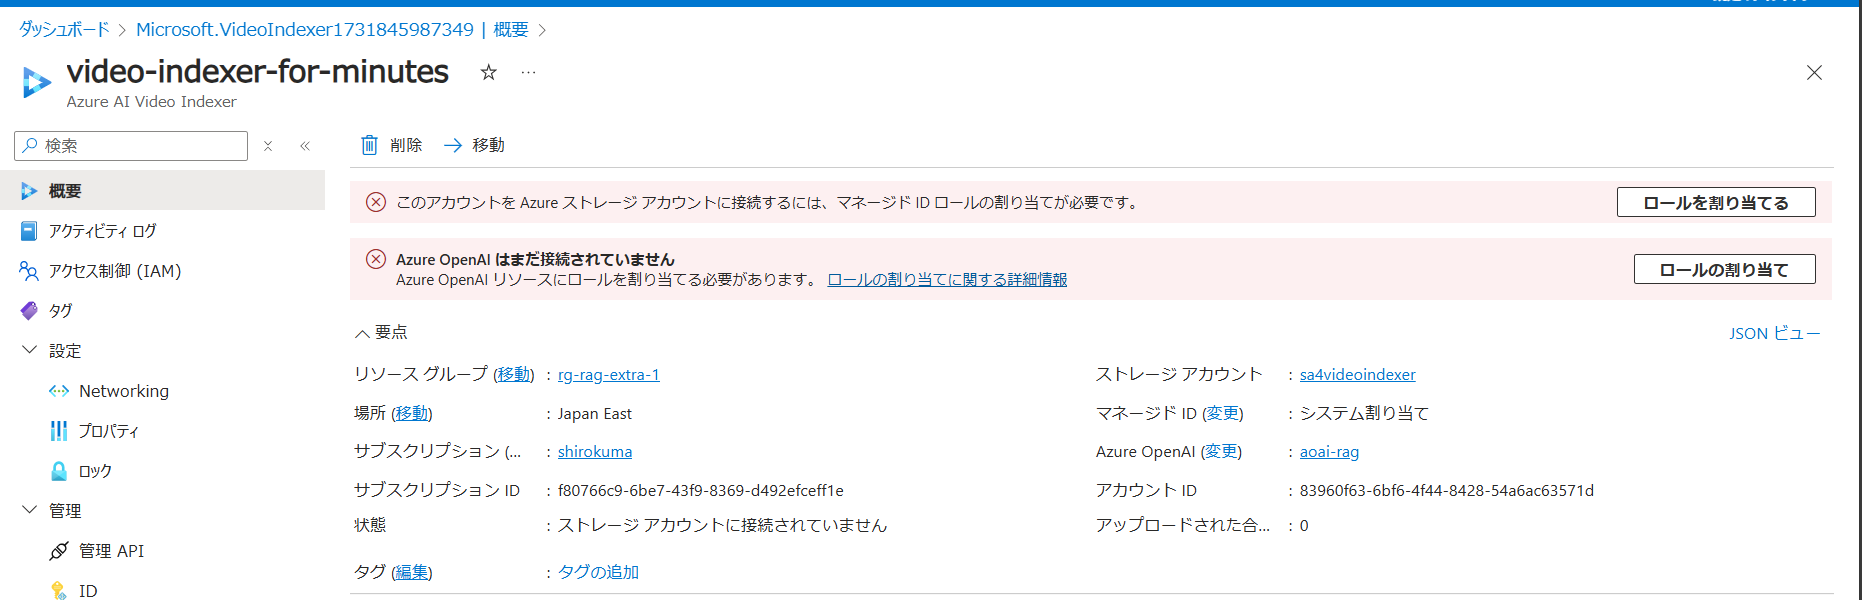 ダッシュボード > Microsoft.VideoIndexer1731845987349 | 概要 >
video-indexer-for-minutes
Azure AI Video Indexer
検索
概要
アクティビティ ログ
アクセス制御 (IAM)
タグ
設定
Networking
プロパティ
ロック
管理
管理 API
ID
削除
移動
このアカウントを Azure ストレージ アカウントに接続するには、マネージド ID ロールの割り当てが必要です。
ロールを割り当てる
Azure OpenAI はまだ接続されていません
Azure OpenAI リソースにロールを割り当てる必要があります。 ロールの割り当てに関する詳細情報
ロールの割り当て
要点
JSON ビュー
リソース グループ (移動) : rg-rag-extra-1
場所 (移動) : Japan East
サブスクリプション (... : shirokuma
サブスクリプション ID : f80766c9-6be7-43f9-8369-d492efceff1e
状態 : ストレージ アカウントに接続されていません
ストレージ アカウント : sa4videoindexer
マネージド ID (変更) : システム割り当て
Azure OpenAI (変更) : aoai-rag
アカウント ID : 83960f63-6bf6-4f44-8428-54a6ac63571d
アップロードされた合... : 0
タグ (編集) : タグの追加